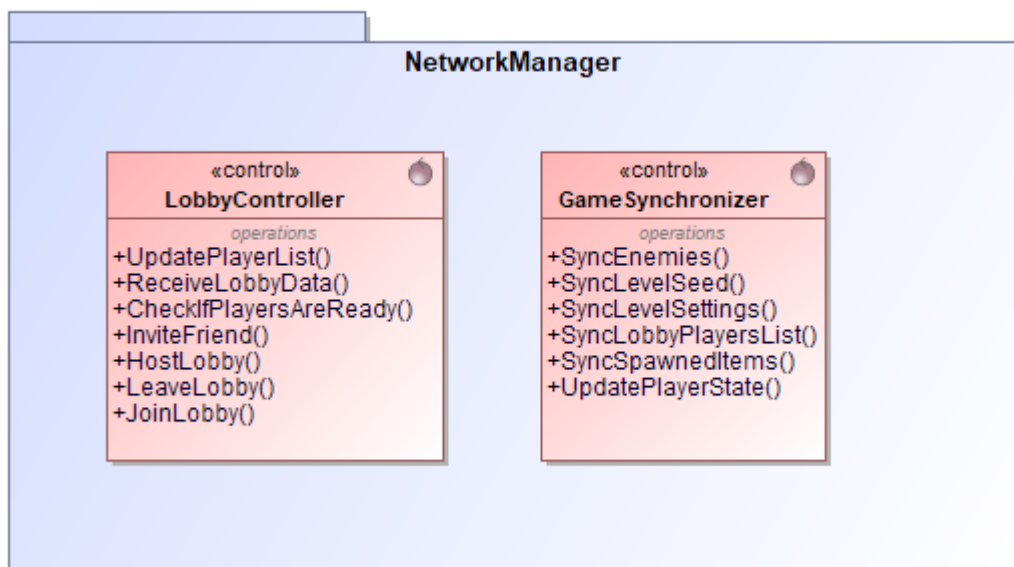 NetworkManager
«control»
LobbyController
operations
+UpdatePlayerList()
+ReceiveLobbyData()
+CheckIfPlayersAreReady()
+InviteFriend()
+HostLobby()
+LeaveLobby()
+JoinLobby()
«control»
GameSynchronizer
operations
+SyncEnemies()
+SyncLevelSeed()
+SyncLevelSettings()
+SyncLobbyPlayersList()
+SyncSpawnedItems()
+UpdatePlayerState()